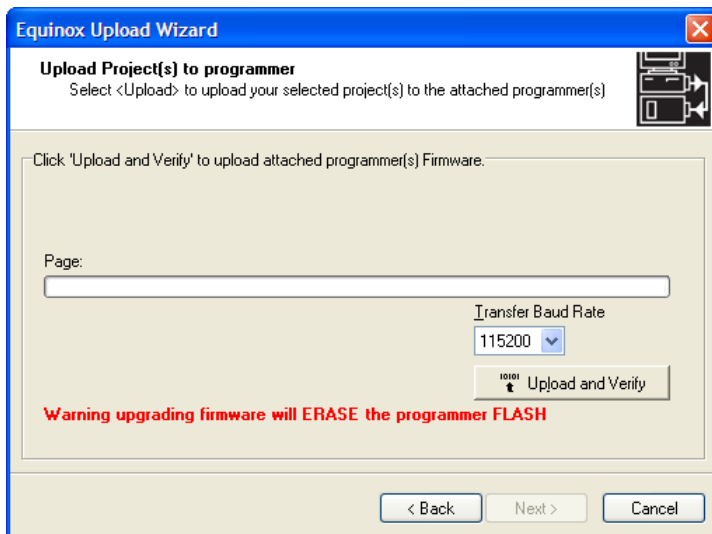 Equinox Upload Wizard
Upload Project(s) to programmer
Select <Upload> to upload your selected project(s) to the attached programmer(s)
Click 'Upload and Verify' to upload attached programmer(s) Firmware.
Page:
Transfer Baud Rate
115200
10101
Upload and Verify
Warning upgrading firmware will ERASE the programmer FLASH
< Back
Next >
Cancel